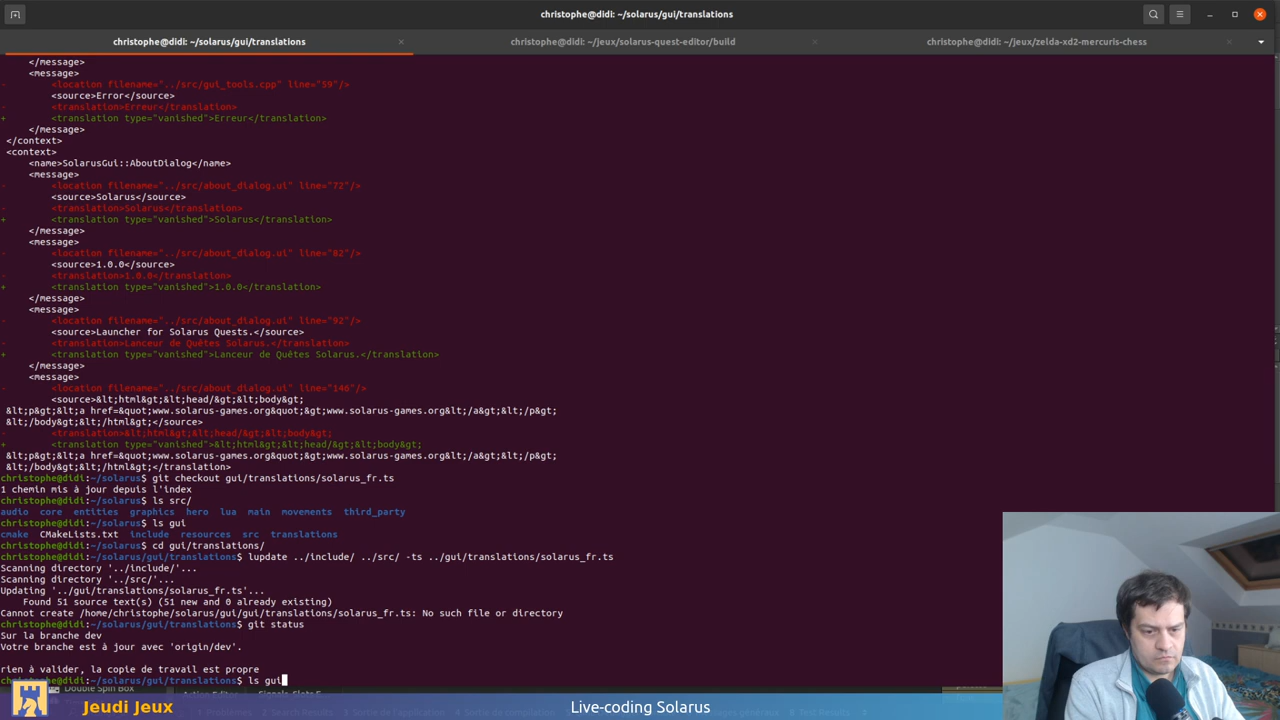 christophe@didi: ~/solarus/gui/translations
christophe@didi: ~/solarus/gui/translations
christophe@didi: ~/jeux/solarus-quest-editor/build
christophe@didi: ~/jeux/zelda-xd2-mercuris-chess
</message>
<message>
- <location filename="../src/gui_tools.cpp" line="59"/>
<source>Error</source>
- <translation>Erreur</translation>
+ <translation type="vanished">Erreur</translation>
</message>
</context>
<context>
<name>SolarusGui::AboutDialog</name>
<message>
- <location filename="../src/about_dialog.ui" line="72"/>
<source>Solarus</source>
- <translation>Solarus</translation>
+ <translation type="vanished">Solarus</translation>
</message>
<message>
- <location filename="../src/about_dialog.ui" line="82"/>
<source>1.0.0</source>
- <translation>1.0.0</translation>
+ <translation type="vanished">1.0.0</translation>
</message>
<message>
- <location filename="../src/about_dialog.ui" line="92"/>
<source>Launcher for Solarus Quests.</source>
- <translation>Lanceur de Quêtes Solarus.</translation>
+ <translation type="vanished">Lanceur de Quêtes Solarus.</translation>
</message>
<message>
- <location filename="../src/about_dialog.ui" line="146"/>
<source>&lt;html&gt;&lt;head/&gt;&lt;body&gt;
&lt;p&gt;&lt;a href=&quot;www.solarus-games.org&quot;&gt;www.solarus-games.org&lt;/a&gt;&lt;/p&gt;
&lt;/body&gt;&lt;/html&gt;</source>
- <translation>&lt;html&gt;&lt;head/&gt;&lt;body&gt;
+ <translation type="vanished">&lt;html&gt;&lt;head/&gt;&lt;body&gt;
&lt;p&gt;&lt;a href=&quot;www.solarus-games.org&quot;&gt;www.solarus-games.org&lt;/a&gt;&lt;/p&gt;
&lt;/body&gt;&lt;/html&gt;</translation>
christophe@didi:~/solarus$ git checkout gui/translations/solarus_fr.ts
1 chemin mis à jour depuis l'index
christophe@didi:~/solarus$ ls src/
audio core entities graphics hero lua main movements third_party
christophe@didi:~/solarus$ ls gui
cmake CMakeLists.txt include resources src translations
christophe@didi:~/solarus$ cd gui/translations/
christophe@didi:~/solarus/gui/translations$ lupdate ../include/ ../src/ -ts ../gui/translations/solarus_fr.ts
Scanning directory '../include/'...
Scanning directory '../src/'...
Updating '../gui/translations/solarus_fr.ts'...
Found 51 source text(s) (51 new and 0 already existing)
Cannot create /home/christophe/solarus/gui/gui/translations/solarus_fr.ts: No such file or directory
christophe@didi:~/solarus/gui/translations$ git status
Sur la branche dev
Votre branche est à jour avec 'origin/dev'.
rien à valider, la copie de travail est propre
christophe@didi:~/solarus/gui/translations$ ls gui
Double Spin Box
Jeudi Jeux
Live-coding Solarus